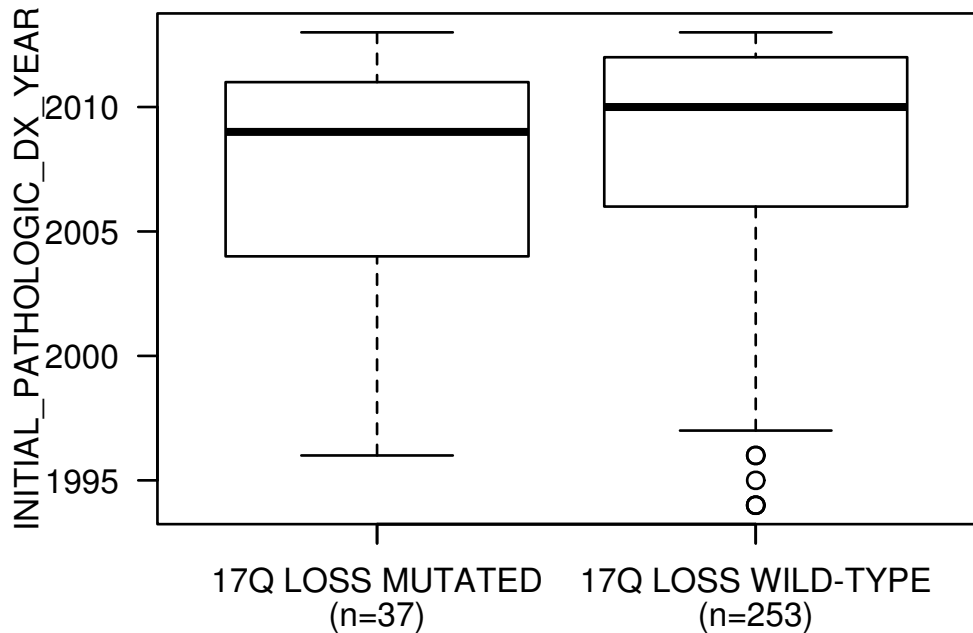 INITIAL_PATHOLOGIC_DX_YEAR
2010
2005
2000
1995
17Q LOSS MUTATED
(n=37)
17Q LOSS WILD-TYPE
(n=253)